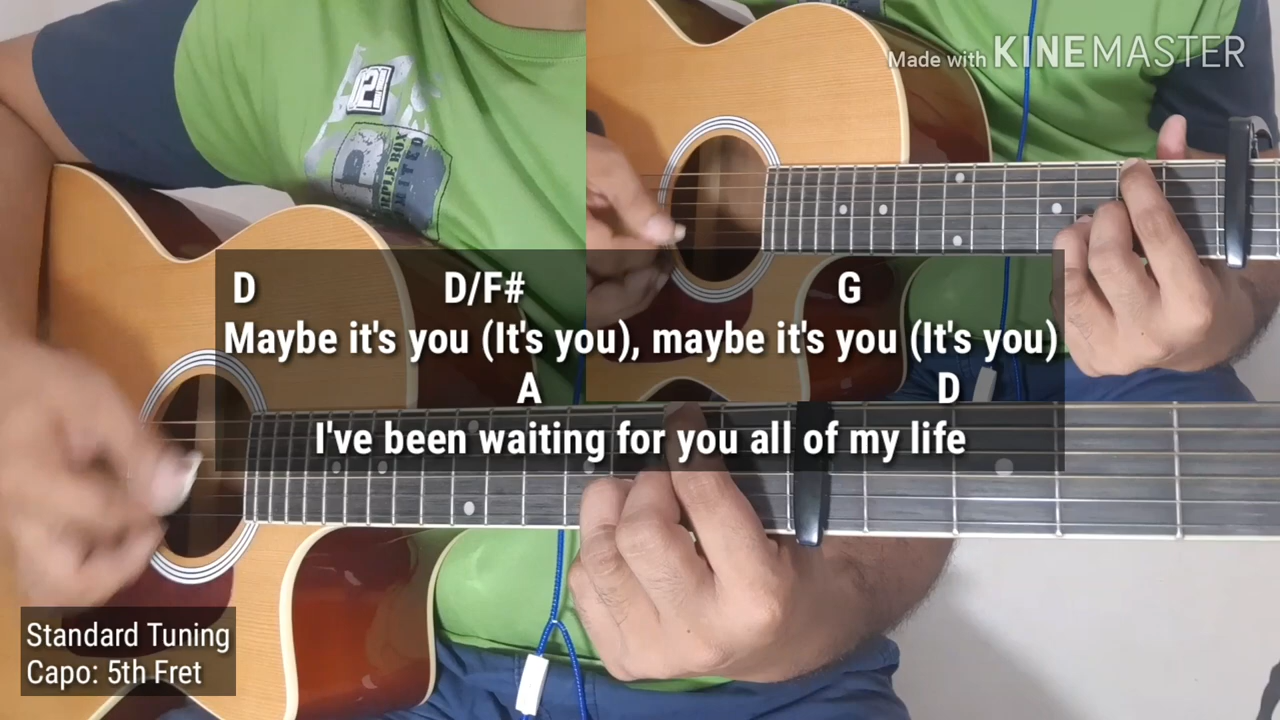 Made with KINEMASTER
2
D D/F# G
Maybe it's you (It's you), maybe it's you (It's you)
A D
I've been waiting for you all of my life
Standard Tuning
Capo: 5th Fret